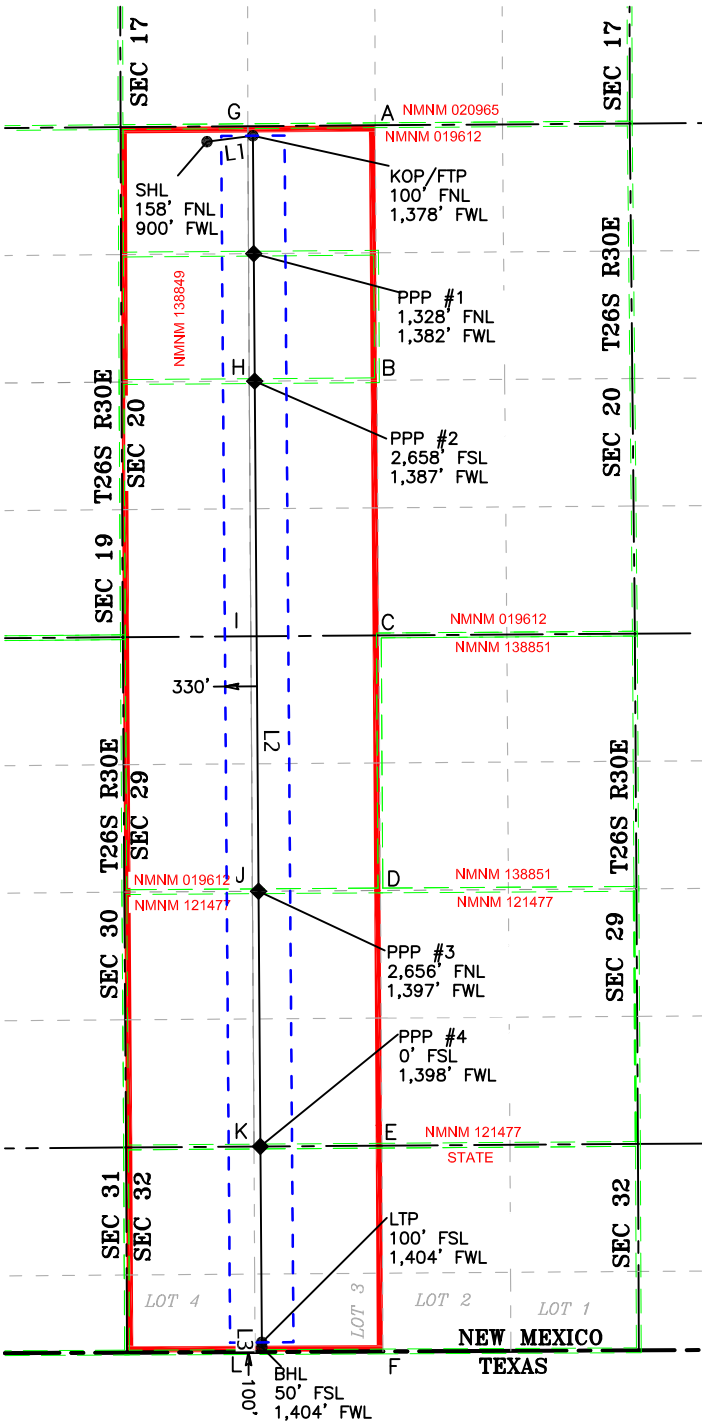 SEC 17
SEC 17
G
A
NMNM 020965
NMNM 019612
L1
KOP/FTP
100' FNL
1,378' FWL
SHL
158' FNL
900' FWL
T26S R30E
PPP #1
1,328' FNL
1,382' FWL
NMNM 138849
H
B
T26S R30E
SEC 20
SEC 20
PPP #2
2,658' FSL
1,387' FWL
SEC 19
I
C
NMNM 019612
NMNM 138851
330'
L2
T26S R30E
SEC 29
T26S R30E
NMNM 019612
J
D
NMNM 138851
NMNM 121477
NMNM 121477
SEC 30
SEC 29
PPP #3
2,656' FNL
1,397' FWL
PPP #4
0' FSL
1,398' FWL
K
E
NMNM 121477
STATE
SEC 31
SEC 32
SEC 32
LTP
100' FSL
1,404' FWL
LOT 4
LOT 3
LOT 2
LOT 1
L3
NEW MEXICO
L
F
TEXAS
100'
BHL
50' FSL
1,404' FWL